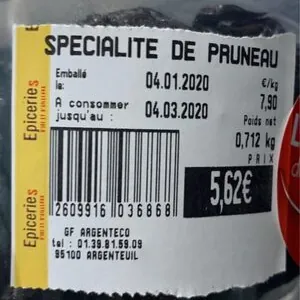 SPECIALITE DE PRUNEAU
Emballé le: 04.01.2020
A consommer jusqu'au: 04.03.2020
€/kg
7,90
Poids net
0,712 kg
PRIX
5,62€
2609916 036868
GF ARGENTECO
tel : 01.39.81.59.09
95100 ARGENTEUIL
Epiceries
Epiceries